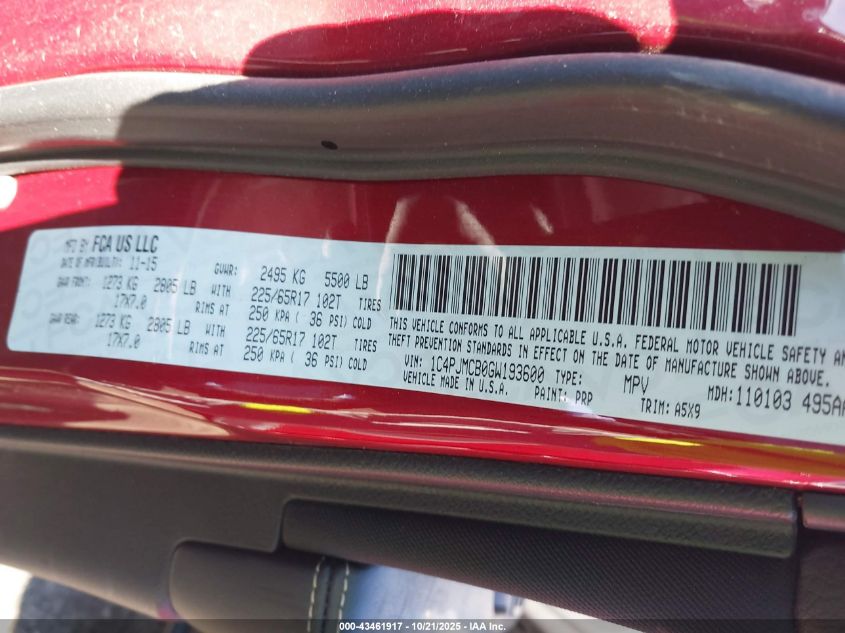 MFD BY FCA US LLC
DATE OF MFR(BUILT): 11-15 GVWR: 2495 KG 5500 LB
GAWR FRONT: 1273 KG 2805 LB WITH 225/65R17 102T TIRES
17X7.0 RIMS AT 250 KPA ( 36 PSI) COLD
GAWR REAR: 1273 KG 2805 LB WITH 225/65R17 102T TIRES
17X7.0 RIMS AT 250 KPA ( 36 PSI) COLD
THIS VEHICLE CONFORMS TO ALL APPLICABLE U.S.A. FEDERAL MOTOR VEHICLE SAFETY AN
THEFT PREVENTION STANDARDS IN EFFECT ON THE DATE OF MANUFACTURE SHOWN ABOVE.
VIN: 1C4PJMCB0GW193600 TYPE: MPV MDH:110103 495A
VEHICLE MADE IN U.S.A. PAINT: PRP TRIM: A5X9
000-43461917 - 10/21/2025 - IAA Inc.